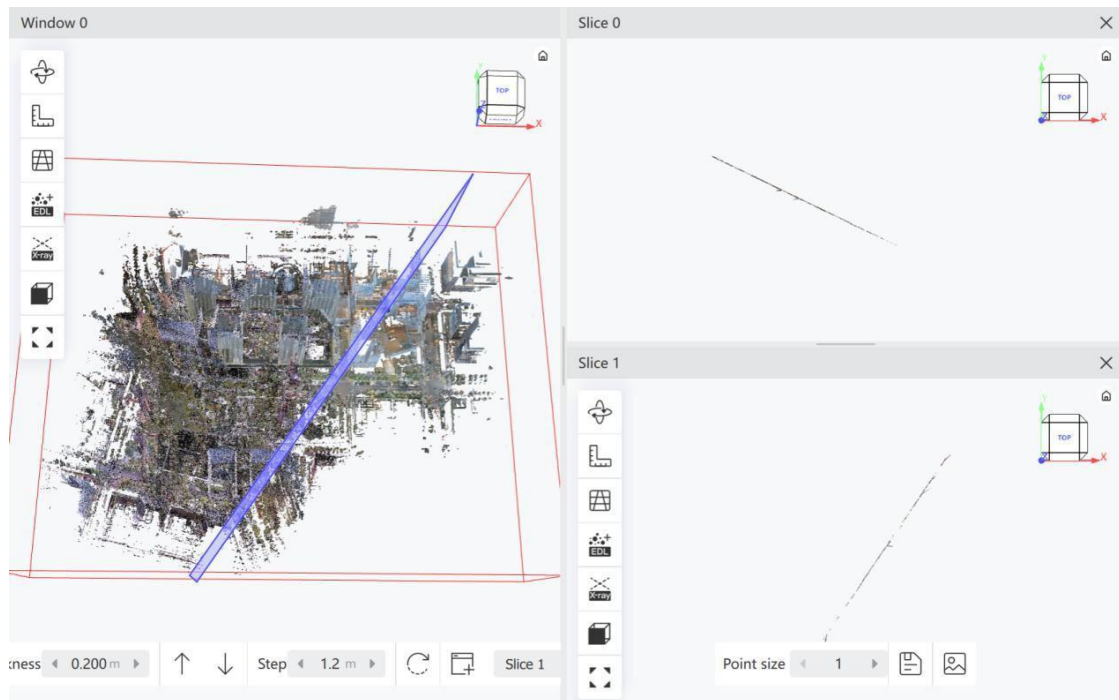 Window 0
TOP
Z
X
EDL
X-ray
kness 0.200 m Step 1.2 m Slice 1
Slice 0
Y
TOP
X
Slice 1
Y
TOP
X
EDL
X-ray
Point size 1